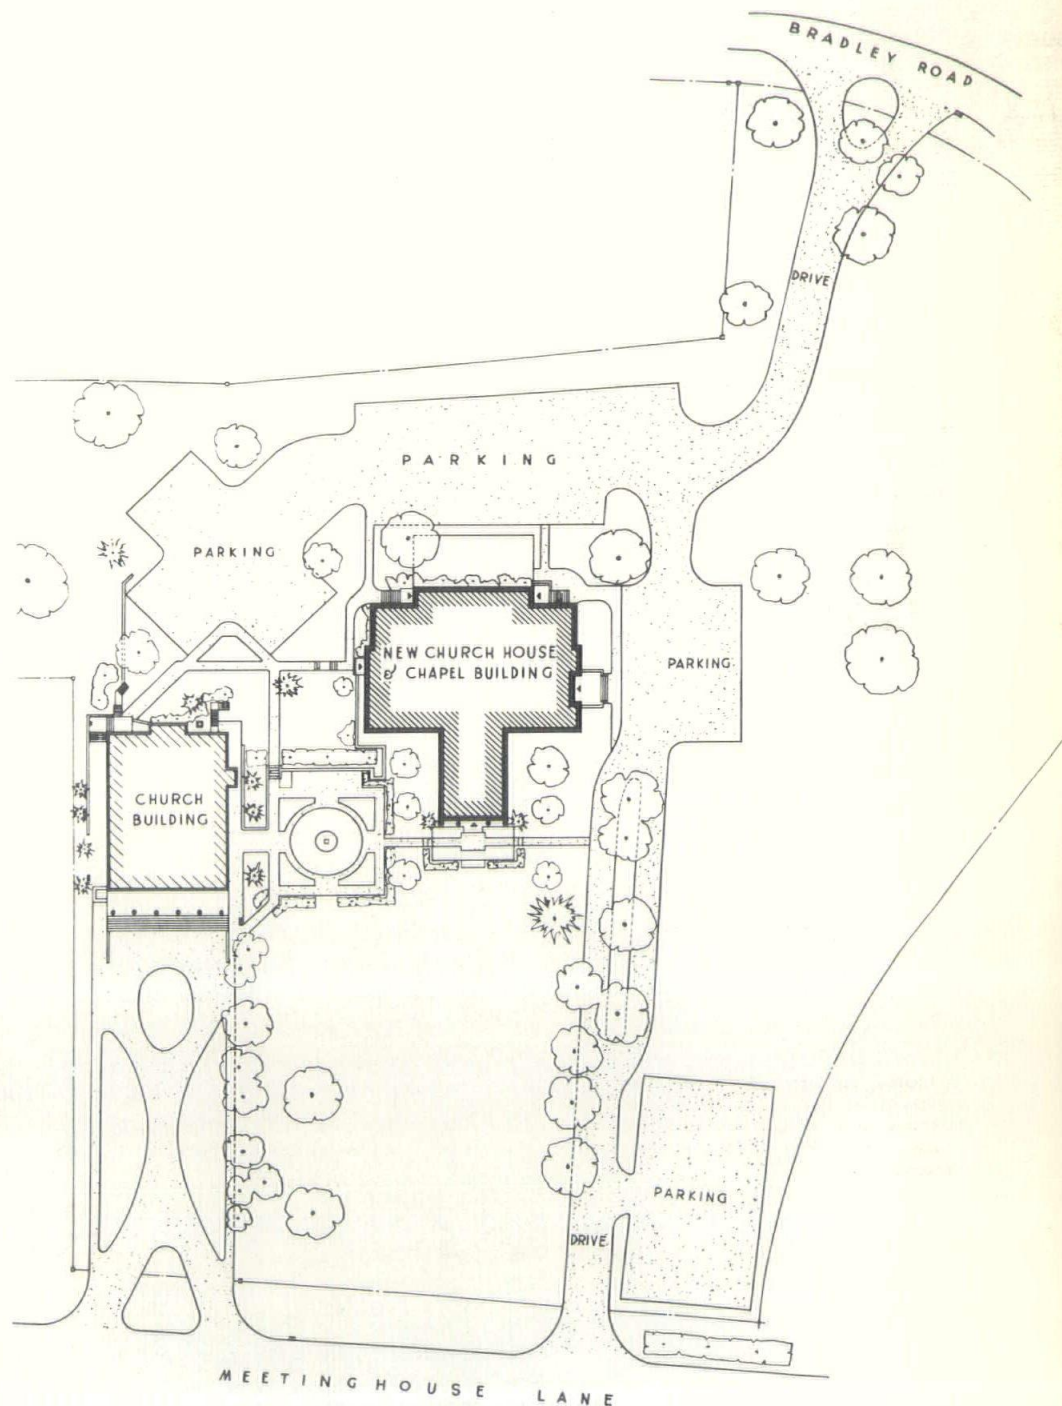 BRADLEY ROAD
DRIVE
PARKING
PARKING
NEW CHURCH HOUSE
& CHAPEL BUILDING
PARKING
CHURCH
BUILDING
PARKING
DRIVE
MEETINGHOUSE LANE